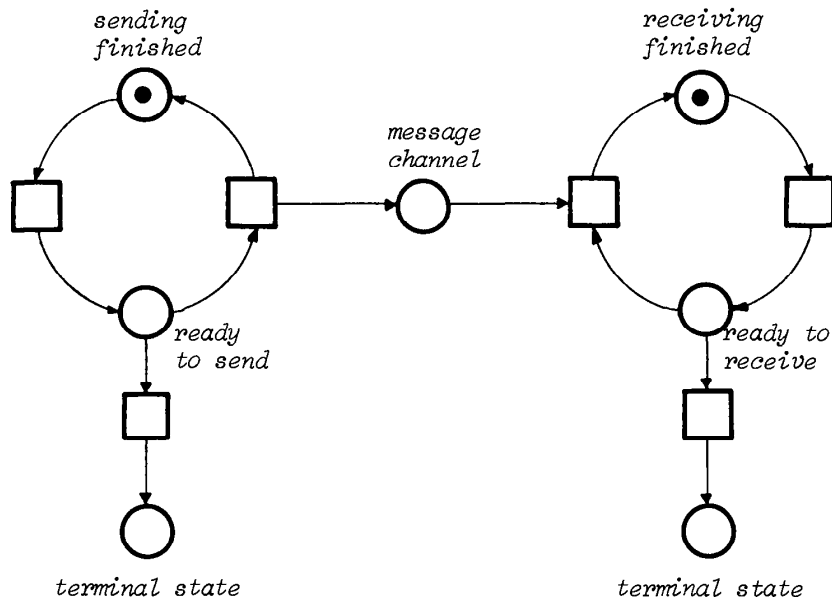 sending
finished
receiving
finished
message
channel
ready
to send
ready to
receive
terminal state
terminal state